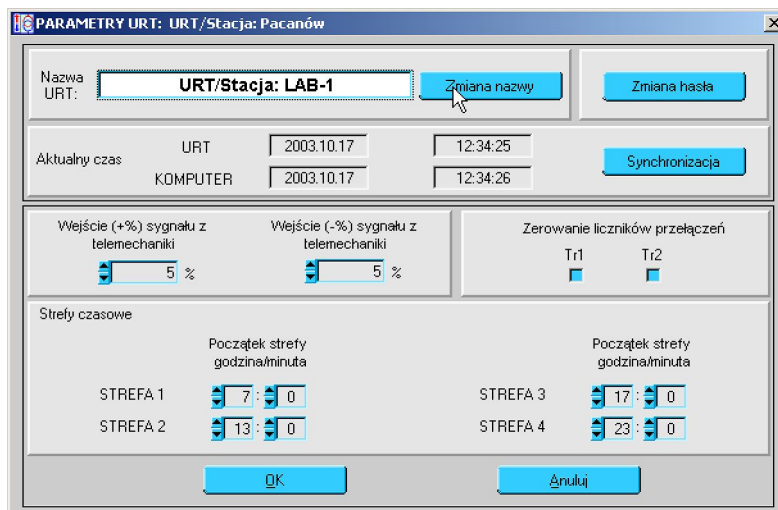 PARAMETRY URT: URT/Stacja: Pacanów
Nazwa URT: URT/Stacja: LAB-1 Zmiana nazwy Zmiana hasła
Aktualny czas
URT 2003.10.17 12:34:25
KOMPUTER 2003.10.17 12:34:26
Synchronizacja
Wejście (+%) sygnału z
telemechaniki
5 %
Wejście (-%) sygnału z
telemechaniki
5 %
Zerowanie liczników przełączeń
Tr1 Tr2
Strefy czasowe
Początek strefy
godzina/minuta
STREFA 1 7 : 0
STREFA 2 13 : 0
Początek strefy
godzina/minuta
STREFA 3 17 : 0
STREFA 4 23 : 0
OK Anuluj